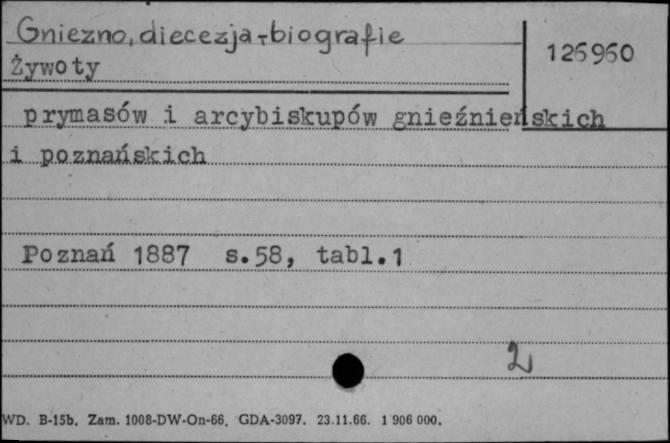 Gniezno, diecezja-biografie
126960
Żywoty
prymasów i arcybiskupów gnieźnieńskich
i poznańskich
Poznań 1887 s.58, tabl.1
2
WD. B-15b. Zam. 1008-DW-On-66. GDA-3097. 23.11.66. 1 906 000.